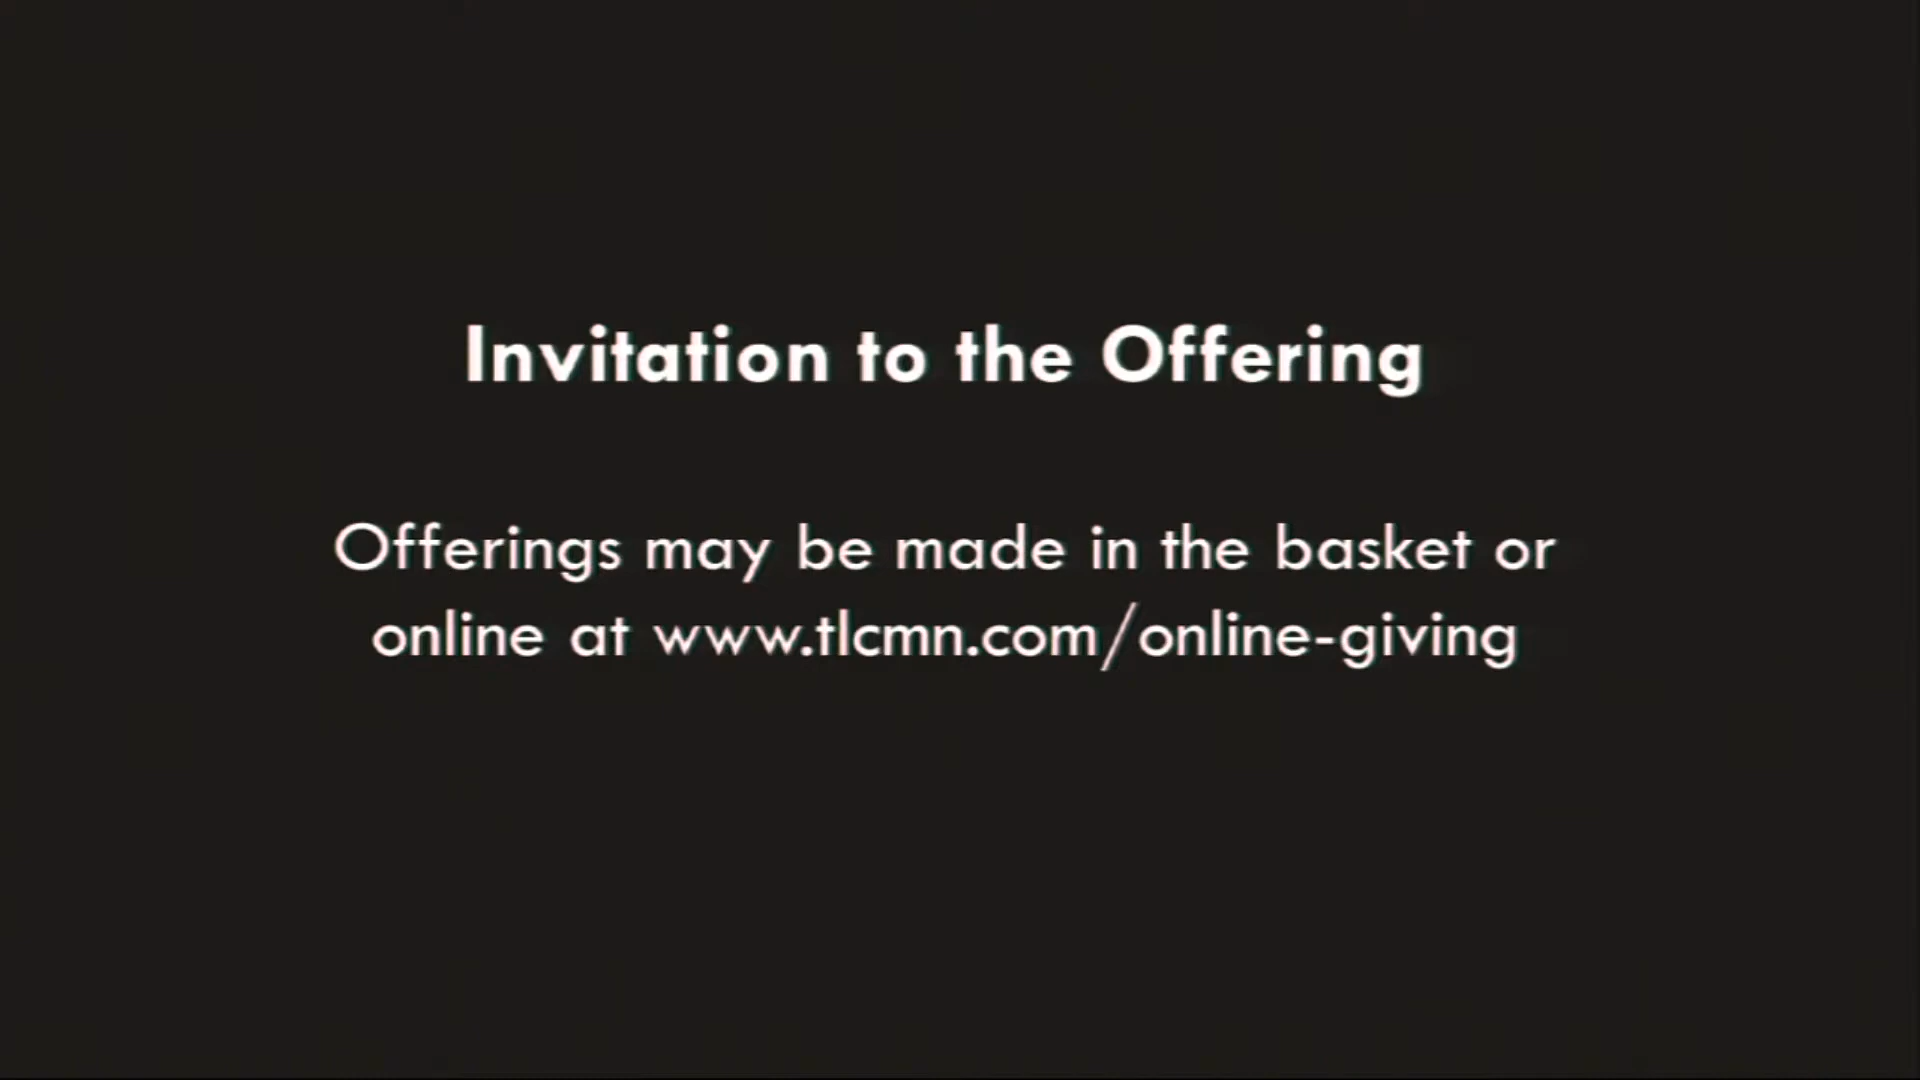 Invitation to the Offering
Offerings may be made in the basket or
online at www.tlcmn.com/online-giving